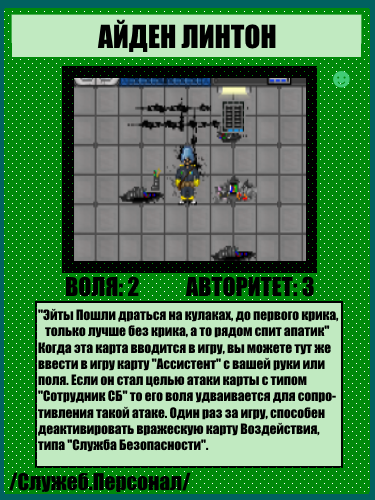 АЙДЕН ЛИНТОН
ВОЛЯ: 2 АВТОРИТЕТ: 3
"Эйты Пошли драться на кулаках, до первого крика,
только лучше без крика, а то рядом спит апатик"
Когда эта карта вводится в игру, вы можете тут же
ввести в игру карту "Ассистент" с вашей руки или
поля. Если он стал целью атаки карты с типом
"Сотрудник СБ" то его воля удваивается для сопро-
тивления такой атаке. Один раз за игру, способен
деактивировать вражескую карту Воздействия,
типа "Служба Безопасности".
/Служеб.Персонал/